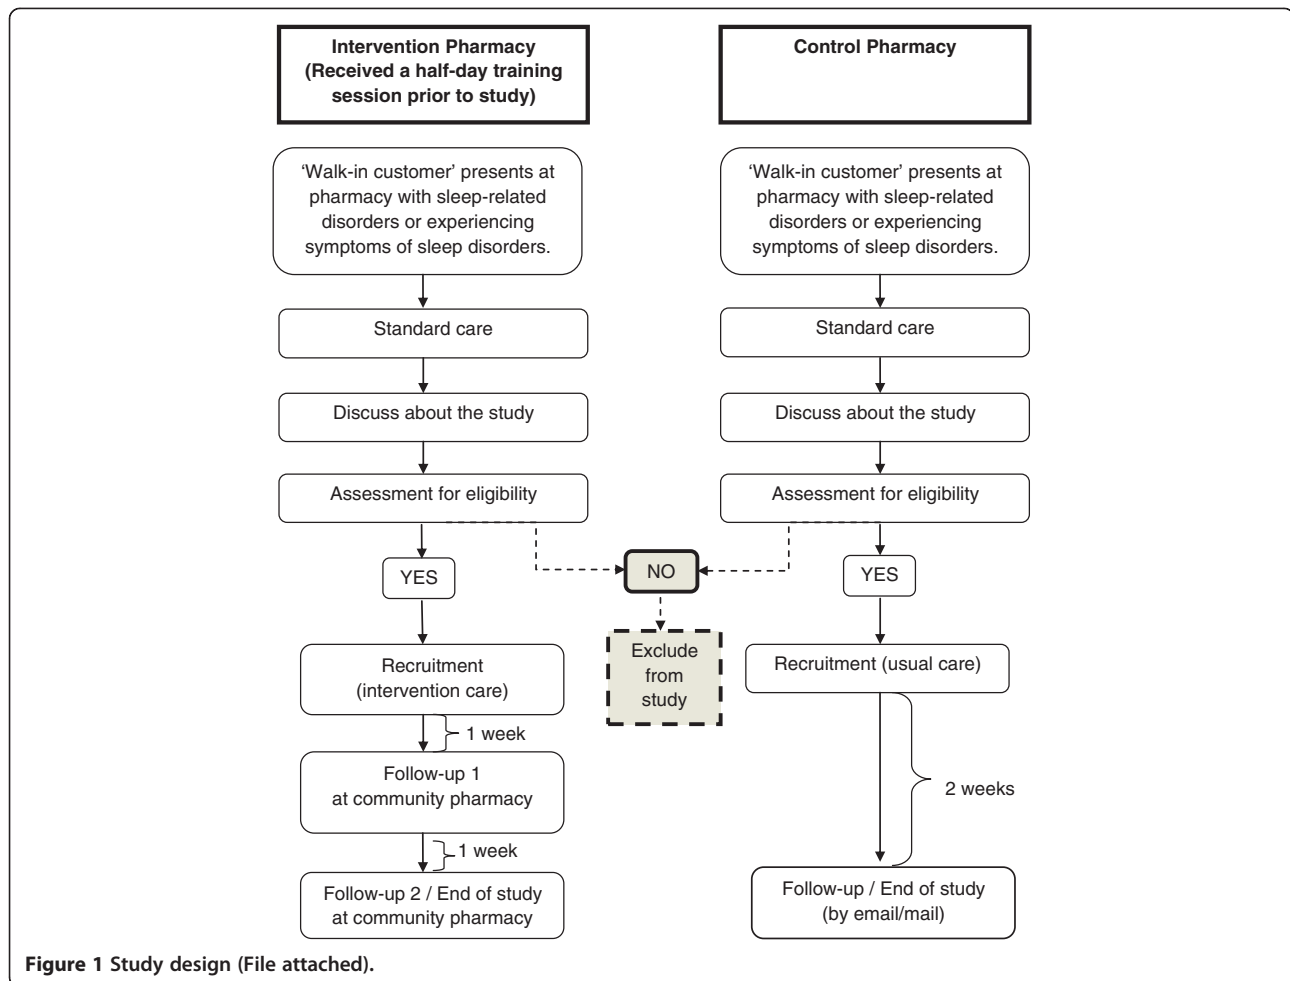 Intervention Pharmacy
(Received a half-day training
session prior to study)
Control Pharmacy
‘Walk-in customer’ presents at
pharmacy with sleep-related
disorders or experiencing
symptoms of sleep disorders.
‘Walk-in customer’ presents at
pharmacy with sleep-related
disorders or experiencing
symptoms of sleep disorders.
Standard care
Standard care
Discuss about the study
Discuss about the study
Assessment for eligibility
Assessment for eligibility
YES
NO
YES
Exclude
from
study
Recruitment
(intervention care)
Recruitment (usual care)
1 week
Follow-up 1
at community pharmacy
2 weeks
1 week
Follow-up 2 / End of study
at community pharmacy
Follow-up / End of study
(by email/mail)
Figure 1 Study design (File attached).